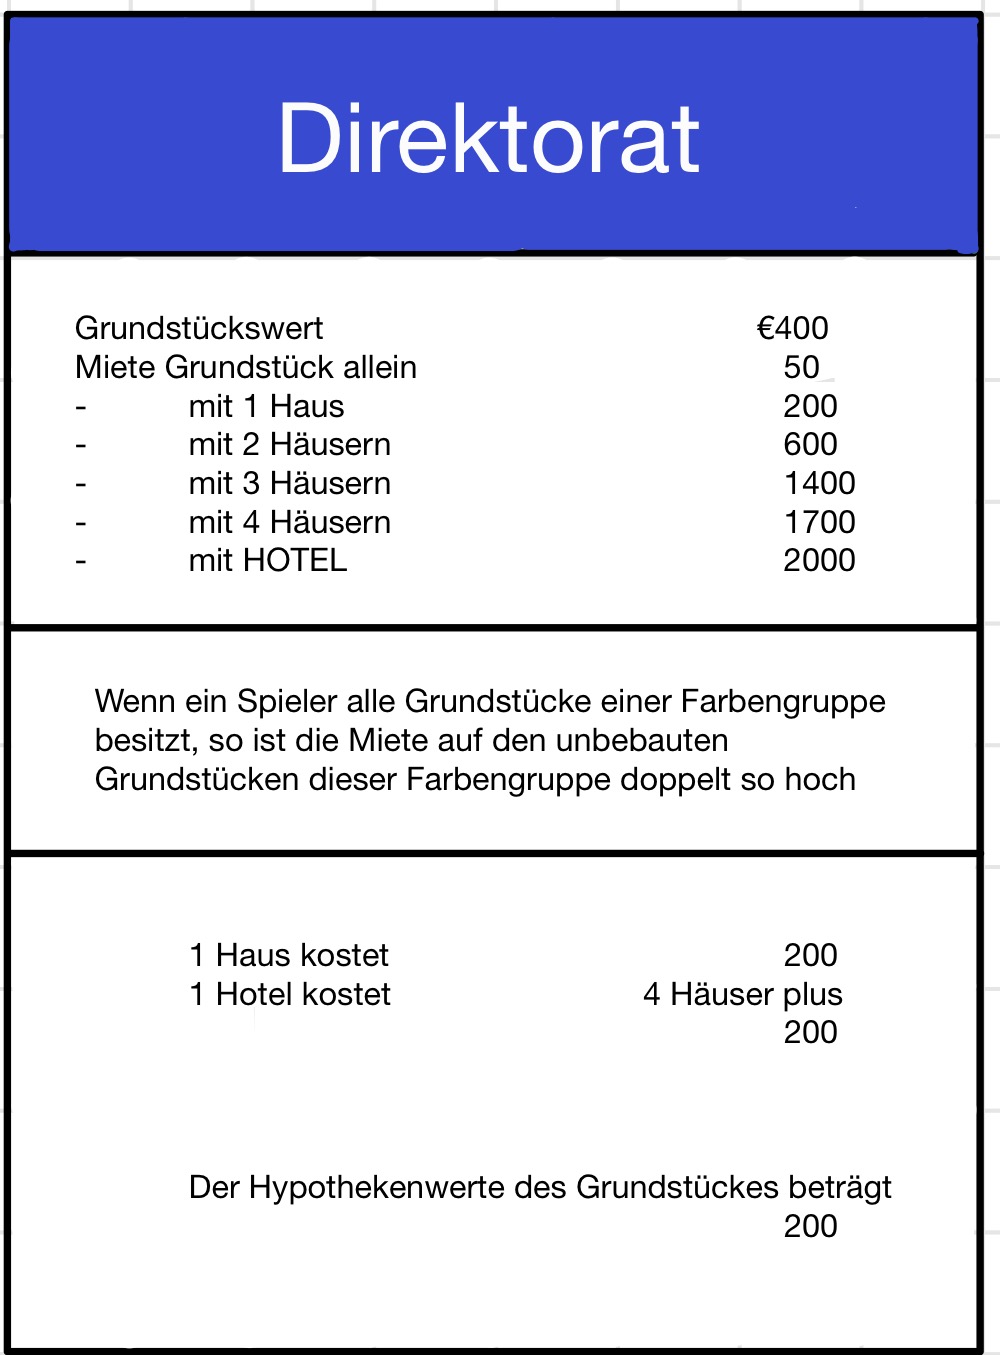 Direktorat
Grundstückswert €400
Miete Grundstück allein 50
- mit 1 Haus 200
- mit 2 Häusern 600
- mit 3 Häusern 1400
- mit 4 Häusern 1700
- mit HOTEL 2000
Wenn ein Spieler alle Grundstücke einer Farbengruppe
besitzt, so ist die Miete auf den unbebauten
Grundstücken dieser Farbengruppe doppelt so hoch
1 Haus kostet 200
1 Hotel kostet 4 Häuser plus
200
Der Hypothekenwerte des Grundstückes beträgt
200